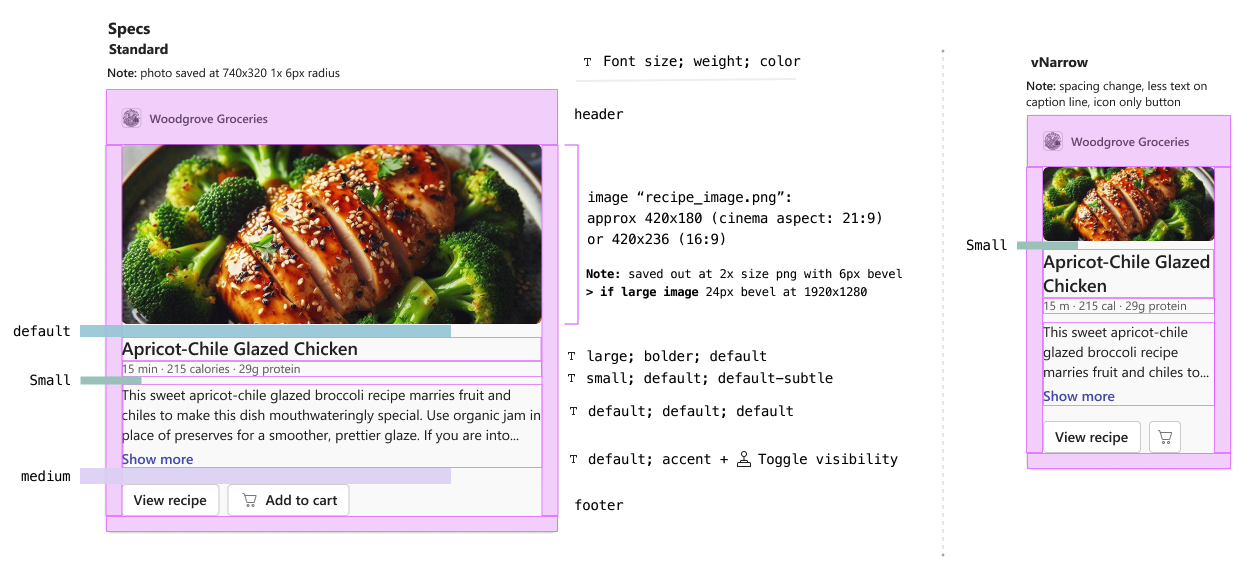 Specs
Standard
Note: photo saved at 740x320 1x 6px radius
Woodgrove Groceries
default
Apricot-Chile Glazed Chicken
15 min · 215 calories · 29g protein
Small
This sweet apricot-chile glazed broccoli recipe marries fruit and
chiles to make this dish mouthwateringly special. Use organic jam in
place of preserves for a smoother, prettier glaze. If you are into...
Show more
medium
View recipe
Add to cart
T Font size; weight; color
header
image “recipe_image.png”:
approx 420x180 (cinema aspect: 21:9)
or 420x236 (16:9)
Note: saved out at 2x size png with 6px bevel
> if large image 24px bevel at 1920x1280
T large; bolder; default
T small; default; default-subtle
T default; default; default
T default; accent + Toggle visibility
footer
vNarrow
Note: spacing change, less text on
caption line, icon only button
Woodgrove Groceries
Small
Apricot-Chile Glazed
Chicken
15 m · 215 cal · 29g protein
This sweet apricot-chile
glazed broccoli recipe
marries fruit and chiles to...
Show more
View recipe